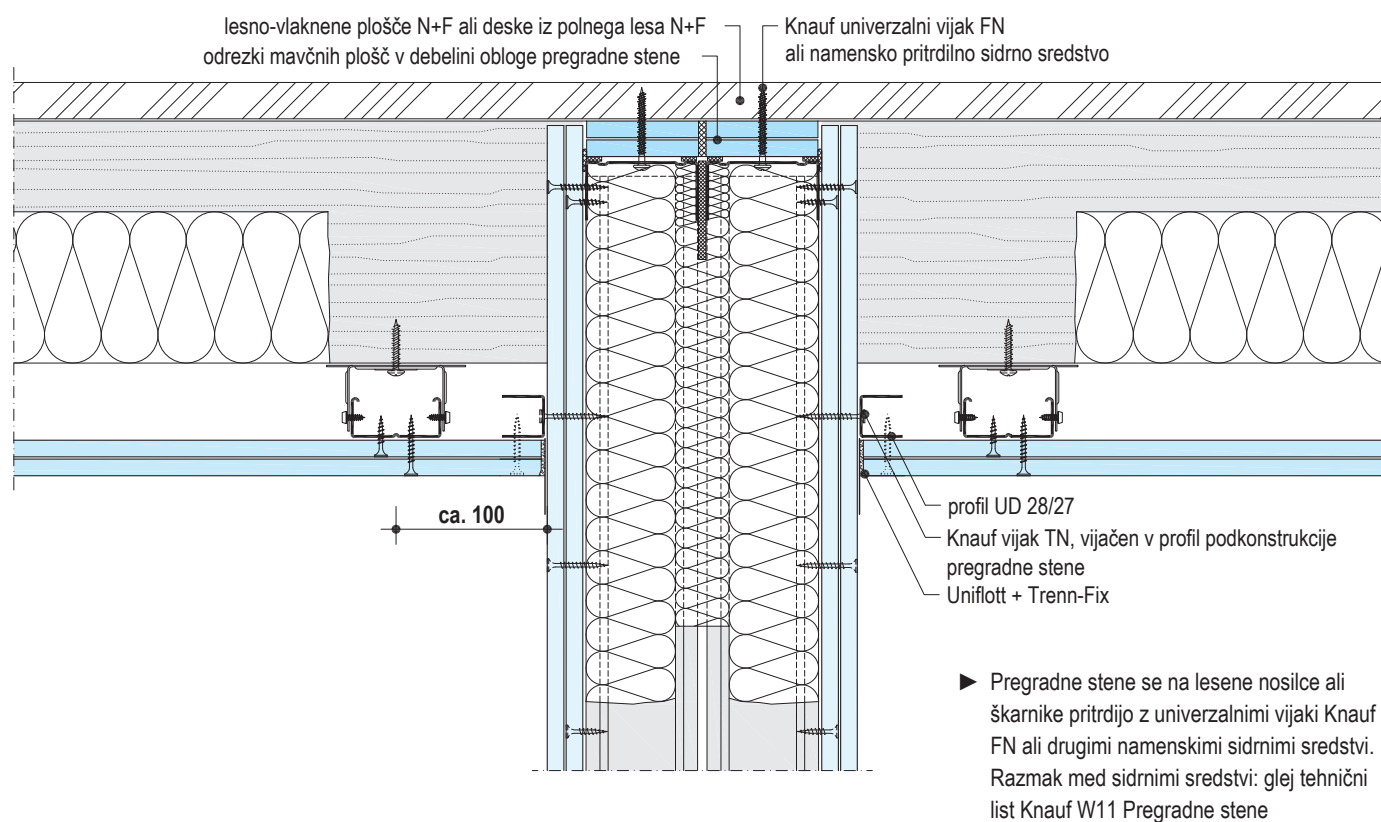 lesno-vlaknene plošče N+F ali deske iz polnega lesa N+F
odrezki mavčnih plošč v debelini obloge pregradne stene
Knauf univerzalni vijak FN
ali namensko pritrdilno sidrno sredstvo
ca. 100
profil UD 28/27
Knauf vijak TN, vijačen v profil podkonstrukcije
pregradne stene
Uniflott + Trenn-Fix
► Pregradne stene se na lesene nosilce ali
škarnike pritrdijo z univerzalnimi vijaki Knauf
FN ali drugimi namenskimi sidrnimi sredstvi.
Razmak med sidrnimi sredstvi: glej tehnični
list Knauf W11 Pregradne stene